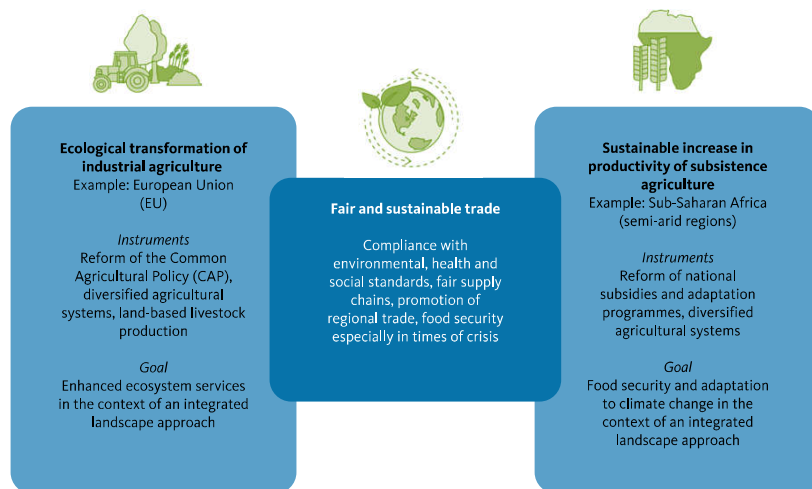 Ecological transformation of
industrial agriculture
Example: European Union
(EU)
Instruments
Reform of the Common
Agricultural Policy (CAP),
diversified agricultural
systems, land-based livestock
production
Goal
Enhanced ecosystem services
in the context of an integrated
landscape approach
Fair and sustainable trade
Compliance with
environmental, health and
social standards, fair supply
chains, promotion of
regional trade, food security
especially in times of crisis
Sustainable increase in
productivity of subsistence
agriculture
Example: Sub-Saharan Africa
(semi-arid regions)
Instruments
Reform of national
subsidies and adaptation
programmes, diversified
agricultural systems
Goal
Food security and adaptation
to climate change in the
context of an integrated
landscape approach